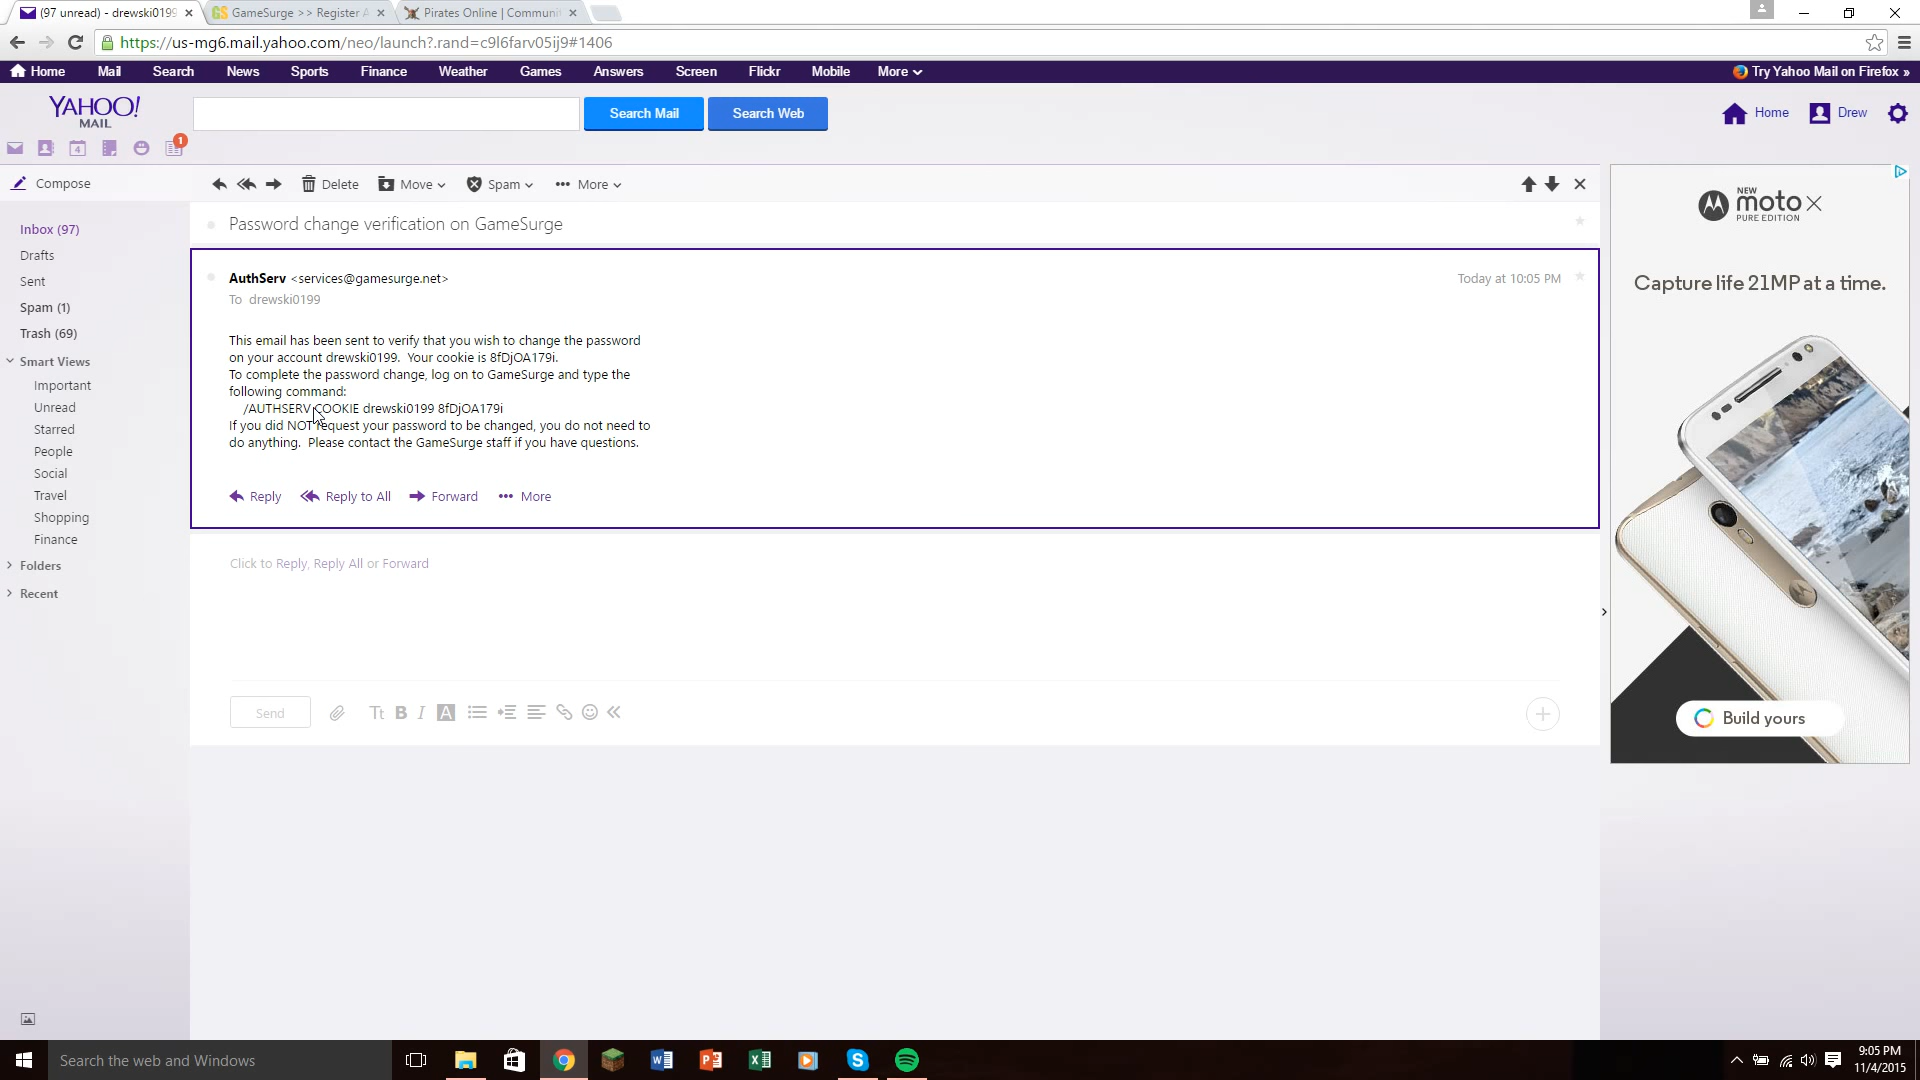 (97 unread) - drewski0199
GameSurge >> Register A
Pirates Online | Communit
https://us-mg6.mail.yahoo.com/neo/launch?.rand=c9l6farv05ij9#1406
Home Mail Search News Sports Finance Weather Games Answers Screen Flickr Mobile More
Try Yahoo Mail on Firefox »
YAHOO!
MAIL
Search Mail
Search Web
Home
Drew
4
1
Compose
Delete
Move
Spam
More
Inbox (97)
Drafts
Sent
Spam (1)
Trash (69)
Smart Views
Important
Unread
Starred
People
Social
Travel
Shopping
Finance
Folders
Recent
Password change verification on GameSurge
AuthServ <services@gamesurge.net>
Today at 10:05 PM
To drewski0199
This email has been sent to verify that you wish to change the password
on your account drewski0199. Your cookie is 8fDjOA179i.
To complete the password change, log on to GameSurge and type the
following command:
/AUTHSERV COOKIE drewski0199 8fDjOA179i
If you did NOT request your password to be changed, you do not need to
do anything. Please contact the GameSurge staff if you have questions.
Reply
Reply to All
Forward
More
Click to Reply, Reply All or Forward
Send
Tt B I A
NEW
moto X
PURE EDITION
Capture life 21MP at a time.
Build yours
Search the web and Windows
9:05 PM
11/4/2015